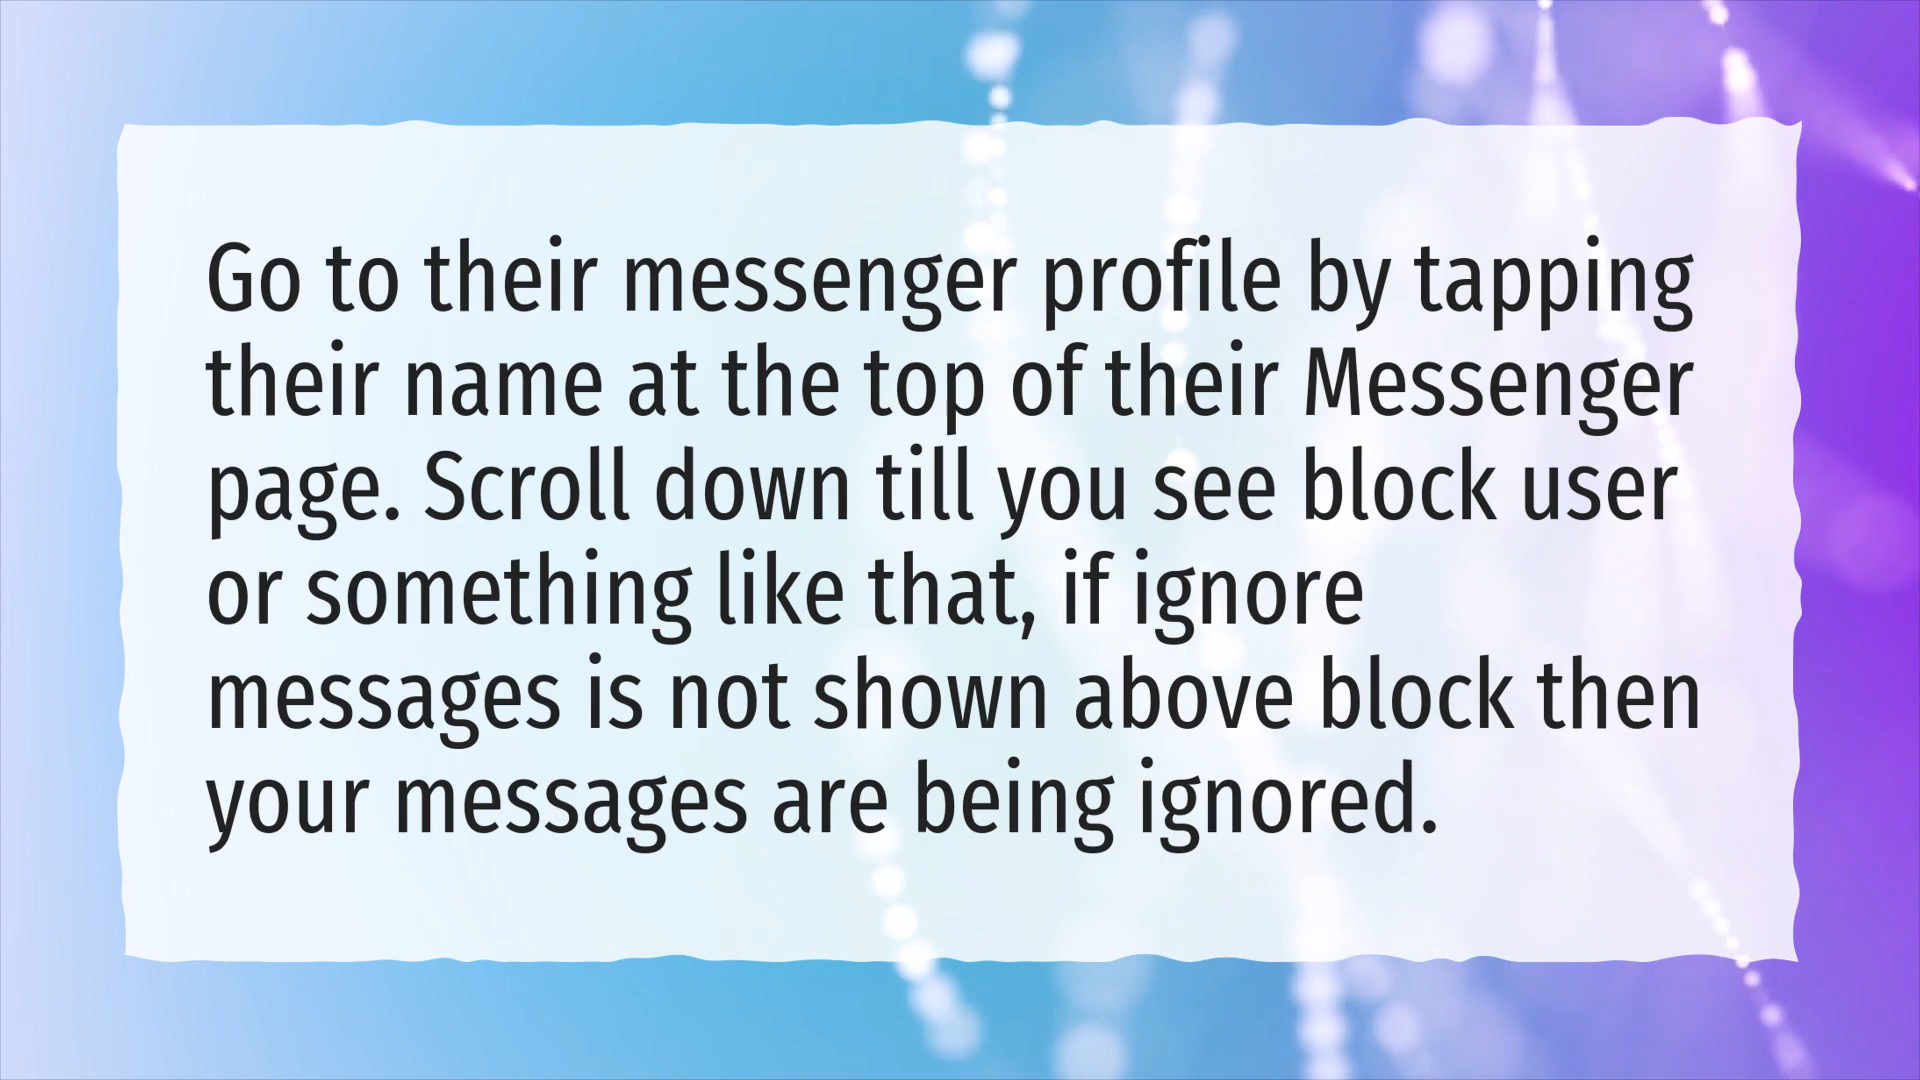 Go to their messenger profile by tapping
their name at the top of their Messenger
page. Scroll down till you see block user
or something like that, if ignore
messages is not shown above block then
your messages are being ignored.